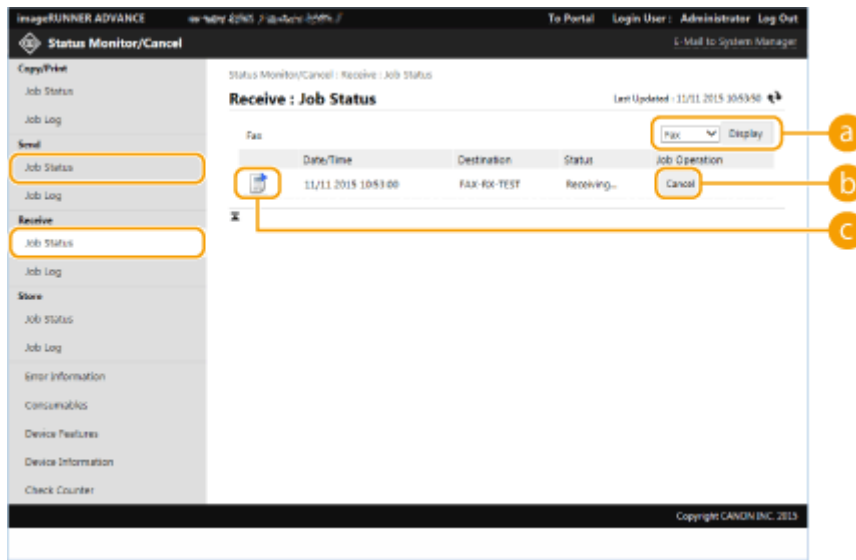 imageRUNNER ADVANCE
To Portal Login User : Administrator Log Out
Status Monitor/Cancel
E-Mail to System Manager
Copy/Print
Job Status
Job Log
Send
Job Status
Job Log
Receive
Job Status
Job Log
Store
Job Status
Job Log
Error Information
Consumables
Device Features
Device Information
Check Counter
Status Monitor/Cancel : Receive : Job Status
Receive : Job Status
Last Updated : 11/11 2015 10:53:50
Fax
Fax Display
Date/Time Destination Status Job Operation
11/11 2015 10:53:00 FAX-RX-TEST Receiving... Cancel
a
b
c
Copyright CANON INC. 2015